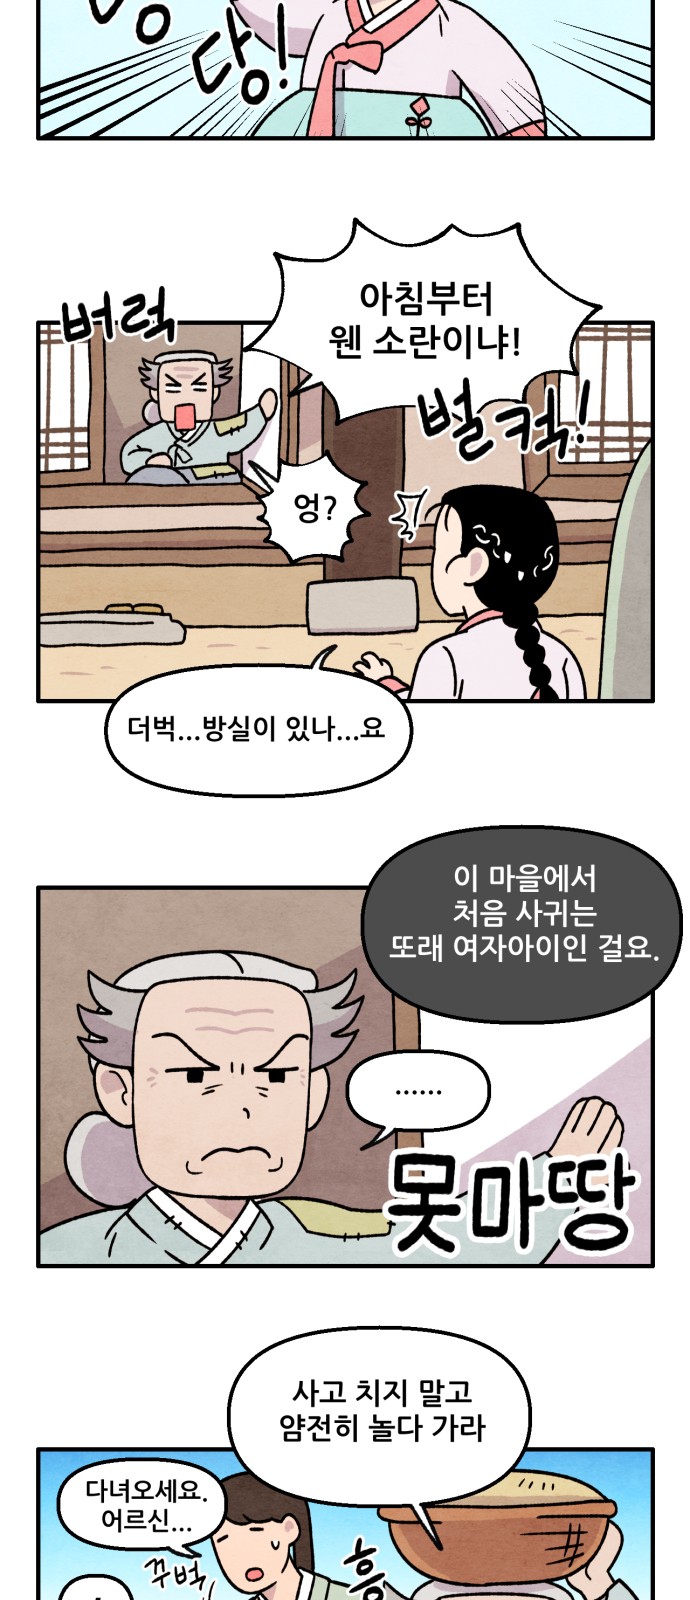 당!
버럭
아침부터
웬 소란이냐!
벌컥!
엉?
더벅...방실이 있나...요
이 마을에서
처음 사귀는
또래 여자아이인 걸요.
......
못마땅
사고 치지 말고
얌전히 놀다 가라
다녀오세요.
어르신...
꾸벅
흥